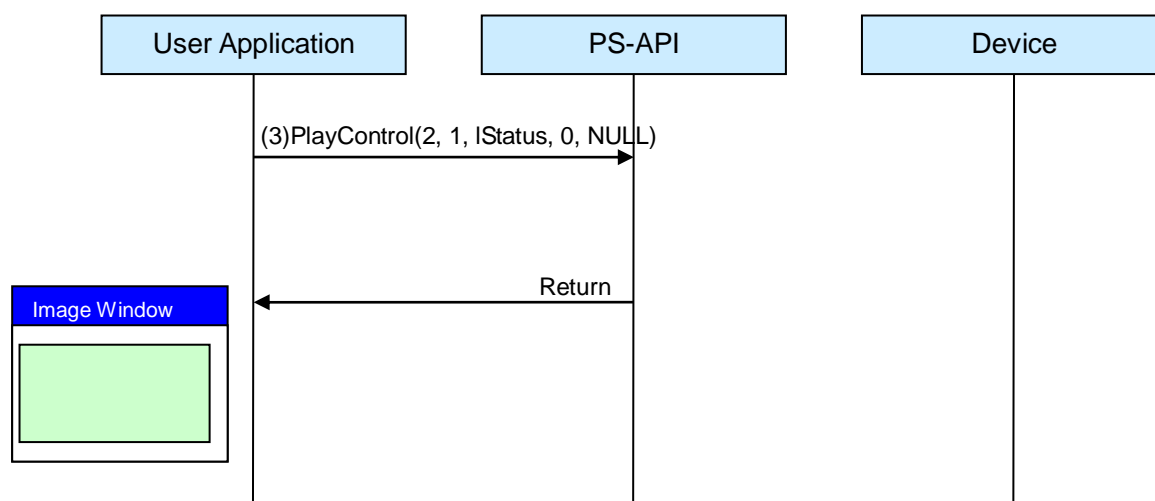 User Application
PS-API
Device
(3)PlayControl(2, 1, lStatus, 0, NULL)
Return
Image Window